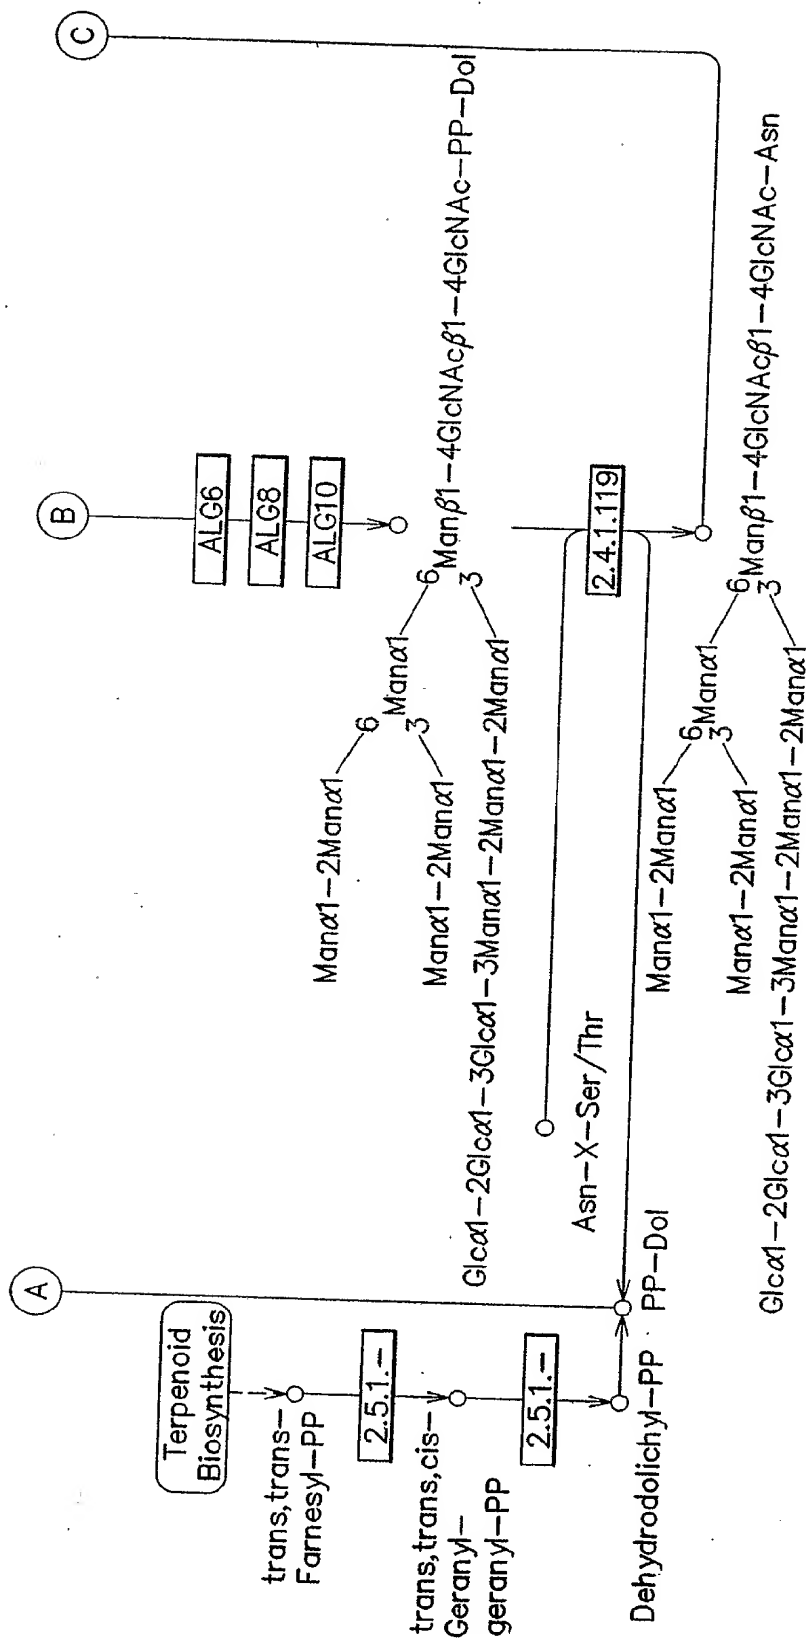 A
B
C
Terpenoid
Biosynthesis
trans,trans–
Farnesyl–PP
2.5.1.–
trans,trans,cis–
Geranyl–
geranyl–PP
2.5.1.–
Dehydrodolichyl–PP
PP–Dol
ALG6
ALG8
ALG10
Manα1–2Manα1
6
Manα1
3
Manα1–2Manα1
6
Manβ1–4GlcNAcβ1–4GlcNAc–PP–Dol
3
Glcα1–2Glcα1–3Glcα1–3Manα1–2Manα1–2Manα1
Asn–X–Ser/Thr
2.4.1.119
Manα1–2Manα1
6
Manα1
3
Manα1–2Manα1
6
Manβ1–4GlcNAcβ1–4GlcNAc–Asn
3
Glcα1–2Glcα1–3Glcα1–3Manα1–2Manα1–2Manα1